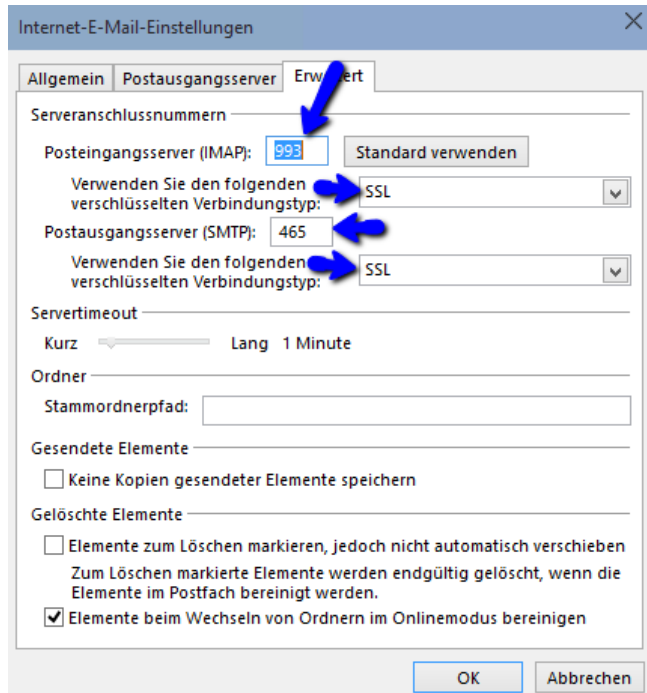 Internet-E-Mail-Einstellungen
Allgemein Postausgangsserver
Serveranschlussnummern
Posteingangsserver (IMAP): 993 Standard verwenden
Verwenden Sie den folgenden
verschlüsselten Verbindungstyp: SSL
Postausgangsserver (SMTP): 465
Verwenden Sie den folgenden
verschlüsselten Verbindungstyp: SSL
Servertimeout
Kurz Lang 1 Minute
Ordner
Stammordnerpfad:
Gesendete Elemente
Keine Kopien gesendeter Elemente speichern
Gelöschte Elemente
Elemente zum Löschen markieren, jedoch nicht automatisch verschieben
Zum Löschen markierte Elemente werden endgültig gelöscht, wenn die
Elemente im Postfach bereinigt werden.
Elemente beim Wechseln von Ordnern im Onlinemodus bereinigen
OK Abbrechen